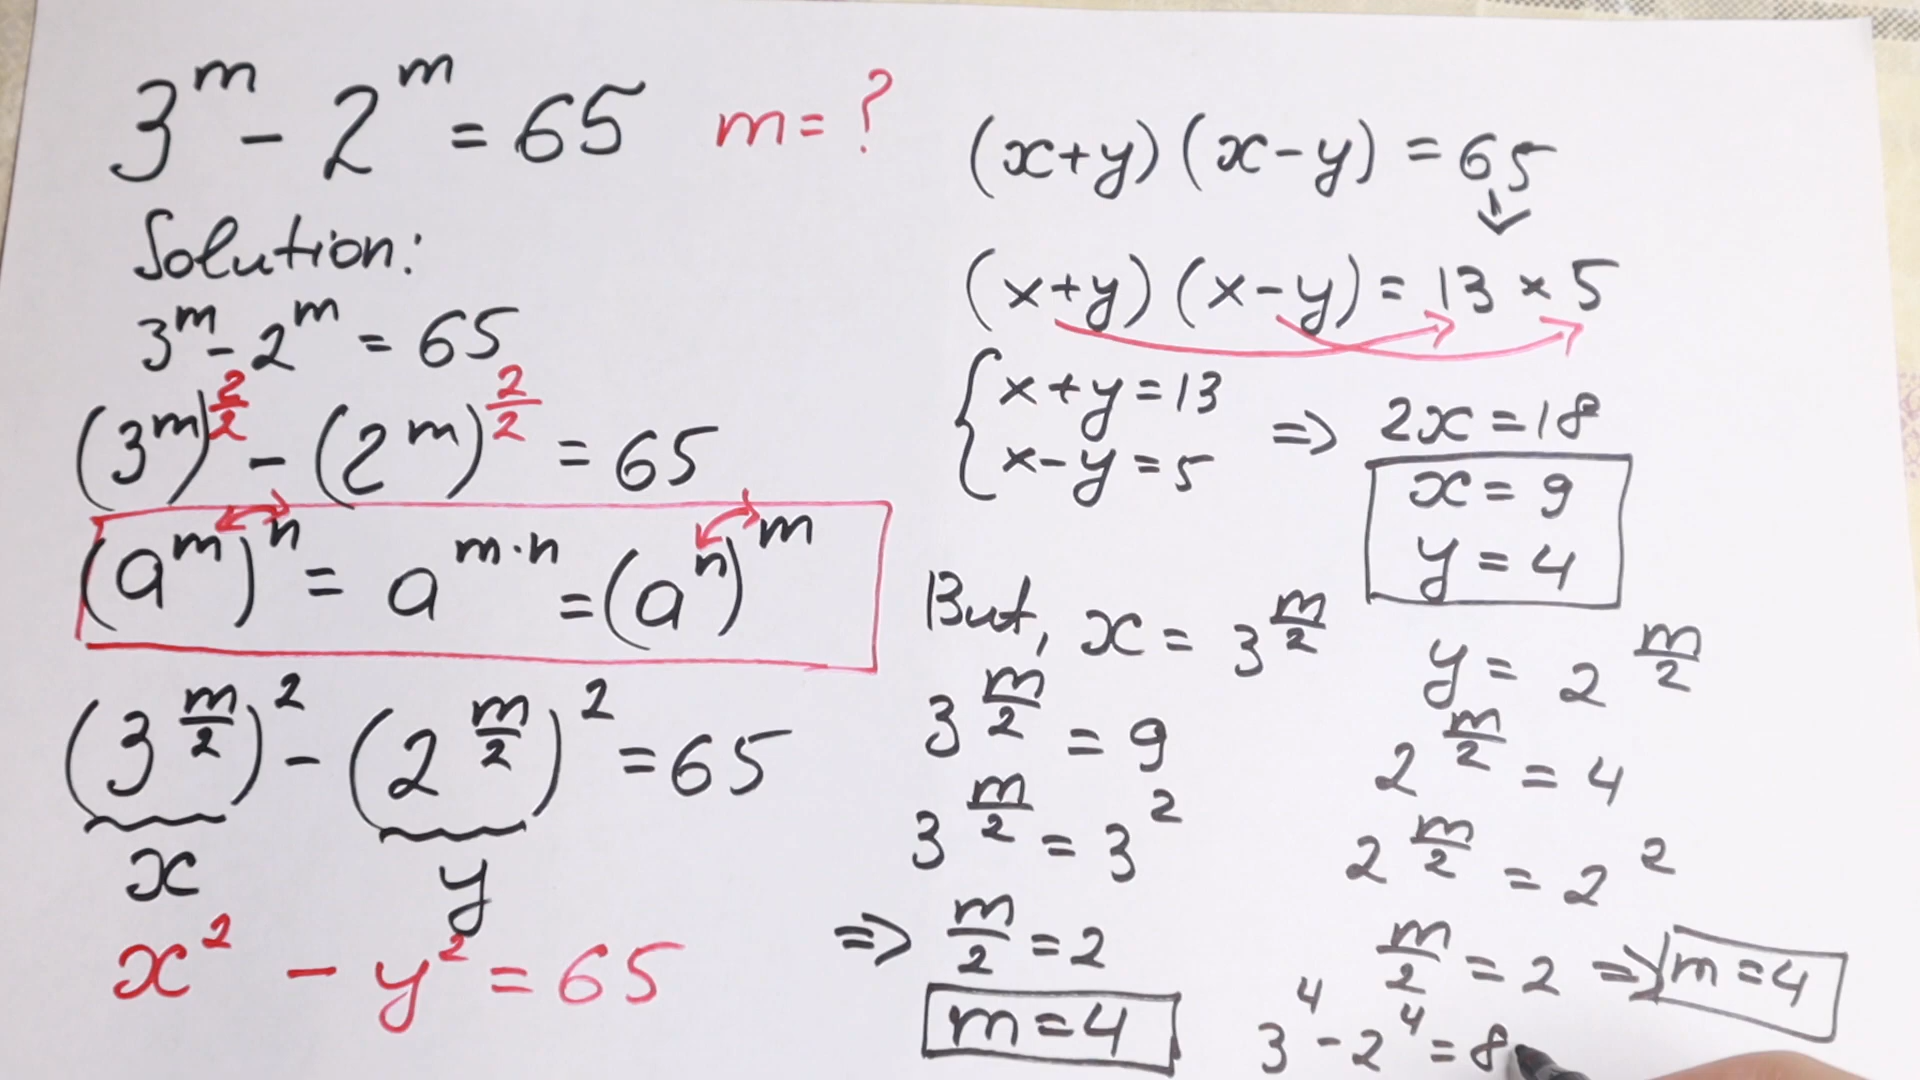 3^m - 2^m = 65 m = ?
Solution:
3^m - 2^m = 65
(3^m)^(2/2) - (2^m)^(2/2) = 65
(a^m)^n = a^(m·n) = (a^n)^m
(3^(m/2))^2 - (2^(m/2))^2 = 65
x y
x^2 - y^2 = 65
(x+y)(x-y) = 65
(x+y)(x-y) = 13 × 5
x+y = 13
x-y = 5
=> 2x = 18
x = 9
y = 4
But, x = 3^(m/2)
3^(m/2) = 9
3^(m/2) = 3^2
=> m/2 = 2
m = 4
y = 2^(m/2)
2^(m/2) = 4
2^(m/2) = 2^2
m/2 = 2 => m = 4
3^4 - 2^4 = 8